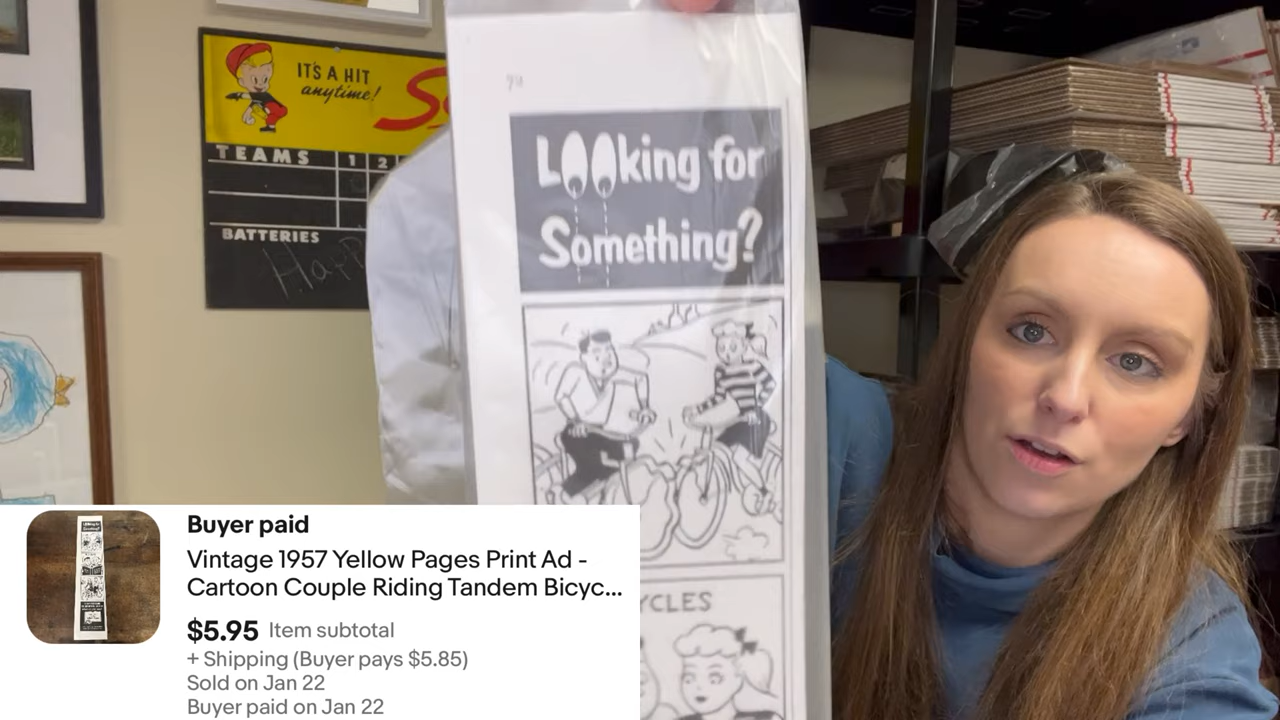 IT'S A HIT
anytime!
TEAMS 1 2
BATTERIES
79
LOOking for
Something?
YCLES
Buyer paid
Vintage 1957 Yellow Pages Print Ad -
Cartoon Couple Riding Tandem Bicyc...
$5.95 Item subtotal
+ Shipping (Buyer pays $5.85)
Sold on Jan 22
Buyer paid on Jan 22